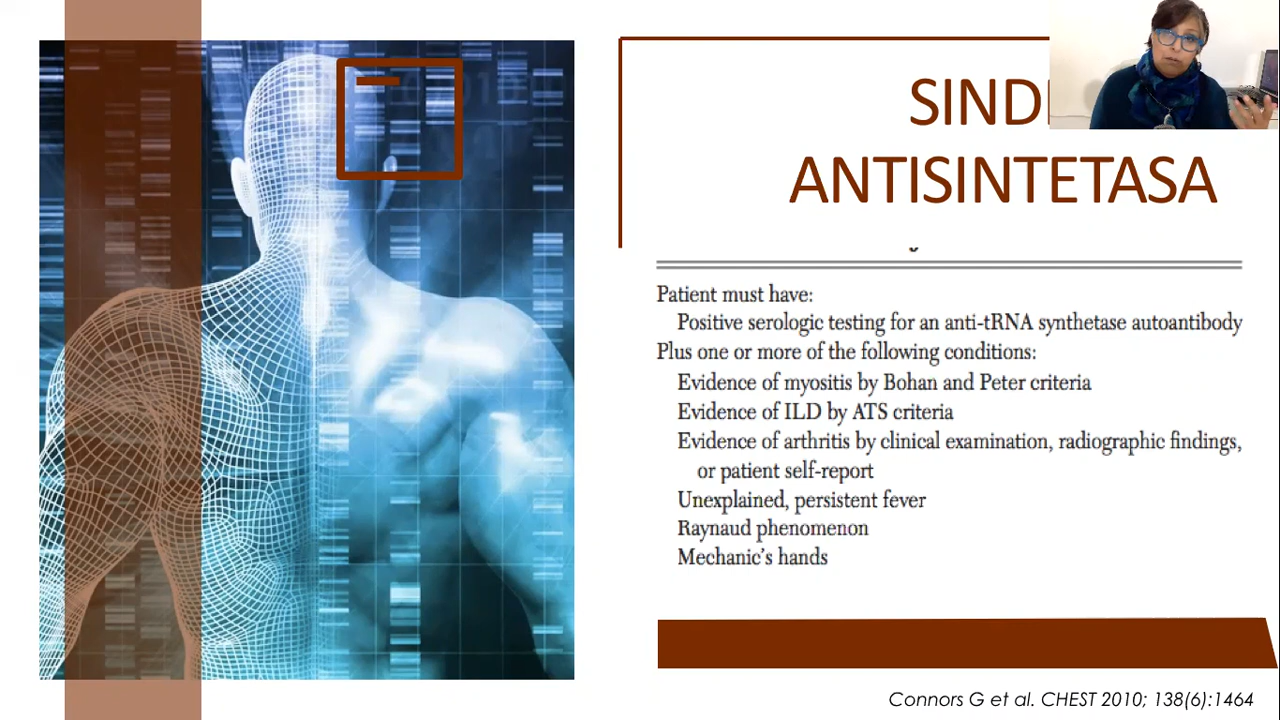 ANTISINTETASA
Patient must have:
Positive serologic testing for an anti-tRNA synthetase autoantibody
Plus one or more of the following conditions:
Evidence of myositis by Bohan and Peter criteria
Evidence of ILD by ATS criteria
Evidence of arthritis by clinical examination, radiographic findings,
or patient self-report
Unexplained, persistent fever
Raynaud phenomenon
Mechanic's hands
Connors G et al. CHEST 2010; 138(6):1464